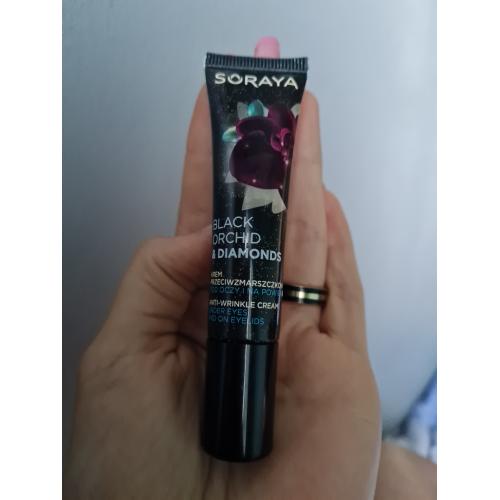 SORAYA
BLACK
ORCHID
& DIAMONDS
KREM
PRZECIWZMARSZCZKOWY
POD OCZY I NA POWIEKI
ANTI-WRINKLE CREAM
UNDER EYES
AND ON EYELIDS